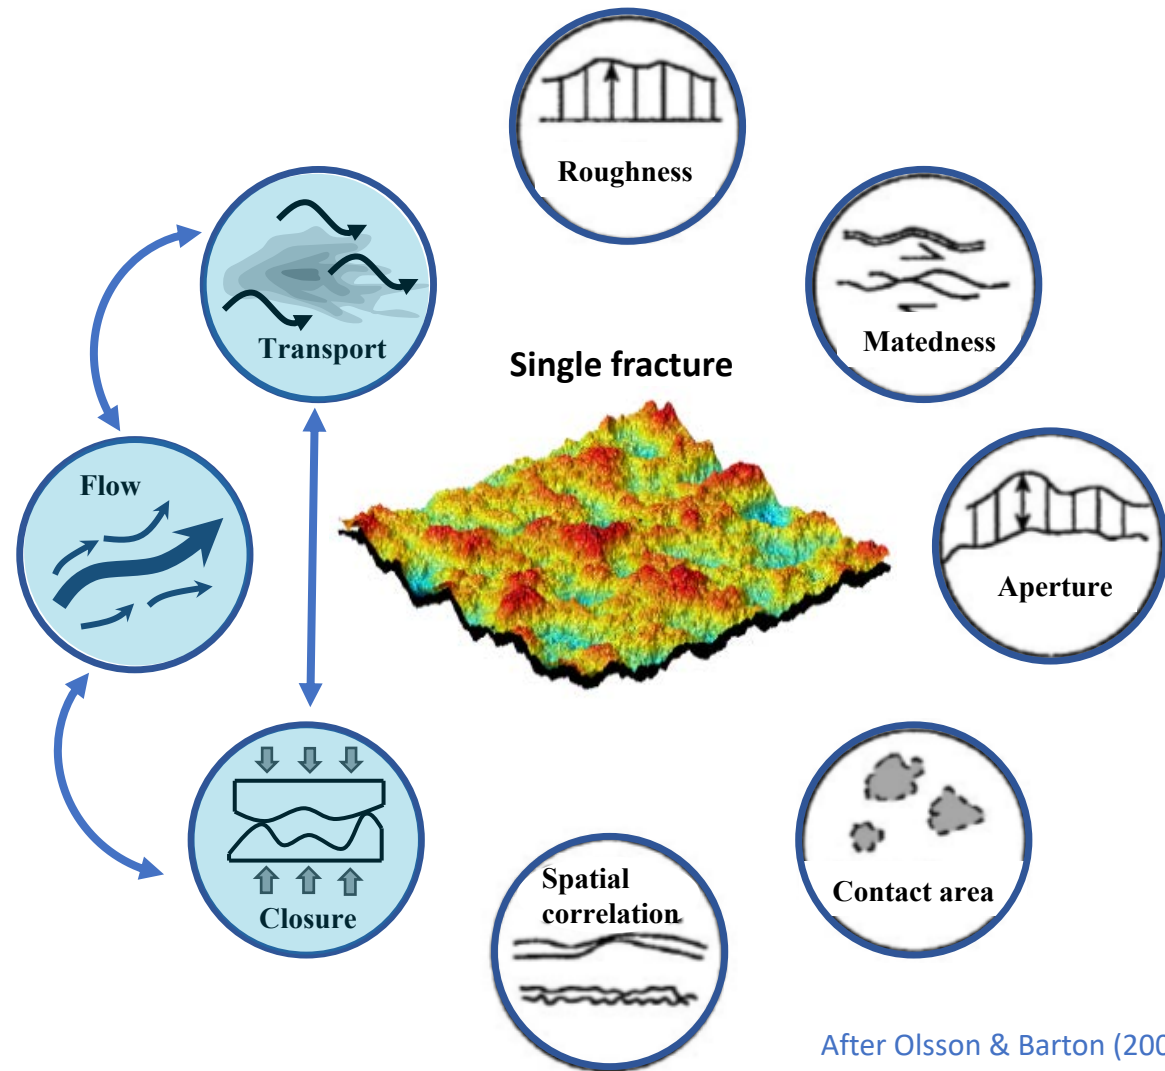 Roughness
Transport
Matedness
Single fracture
Flow
Aperture
Closure
Spatial
correlation
Contact area
After Olsson & Barton (200